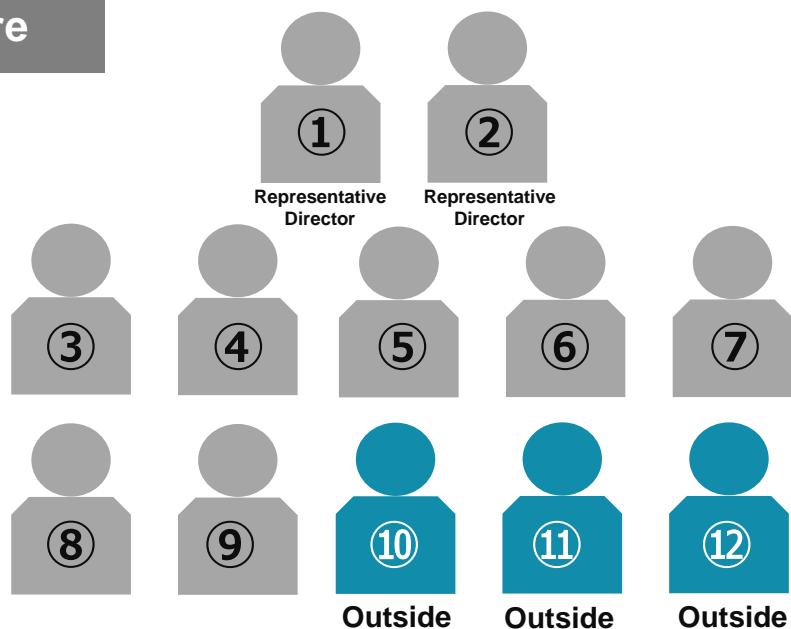 re
① ②
Representative Director Representative Director
③ ④ ⑤ ⑥ ⑦
⑧ ⑨ ⑩ ⑪ ⑫
Outside Outside Outside